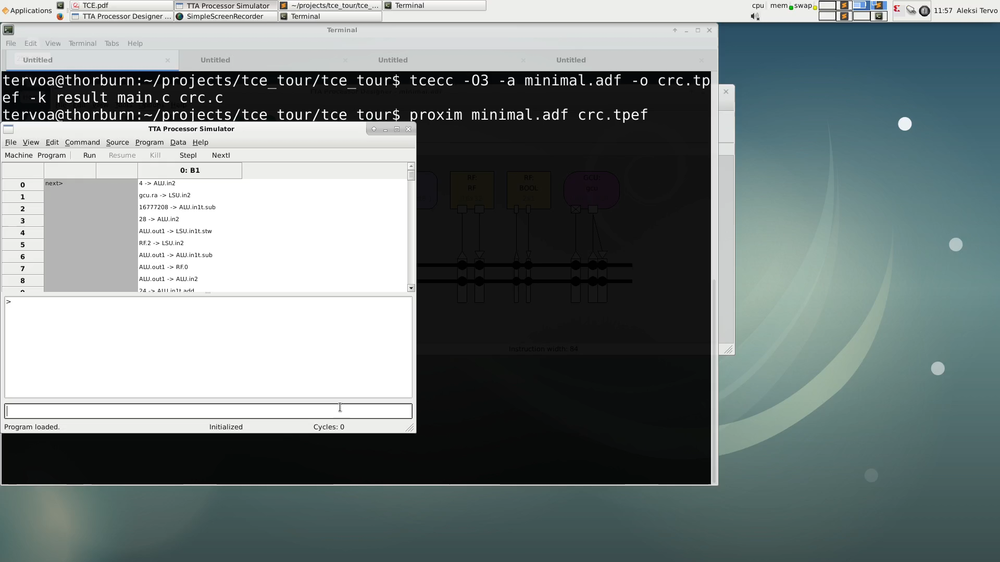 Applications
TCE.pdf
TTA Processor Simulator
~/projects/tce_tour/tce_...
Terminal
TTA Processor Designer ...
SimpleScreenRecorder
Terminal
cpu mem swap
11:57 Aleksi Tervo
Terminal
File Edit View Terminal Tabs Help
Untitled
Untitled
Untitled
Untitled
tervoa@thorburn:~/projects/tce_tour/tce_tour$ tcecc -O3 -a minimal.adf -o crc.tp
ef -k result main.c crc.c
tervoa@thorburn:~/projects/tce_tour/tce_tour$ proxim minimal.adf crc.tpef
TTA Processor Simulator
File View Edit Command Source Program Data Help
Machine Program Run Resume Kill StepI NextI
0: B1
0 next> 4 -> ALU.in2
1 gcu.ra -> LSU.in2
2 16777208 -> ALU.in1t.sub
3 28 -> ALU.in2
4 ALU.out1 -> LSU.in1t.stw
5 RF.2 -> LSU.in2
6 ALU.out1 -> ALU.in1t.sub
7 ALU.out1 -> RF.0
8 ALU.out1 -> ALU.in2
24 -> ALU.in1t.add
>
Program loaded. Initialized Cycles: 0
RF:
RF
RF:
BOOL
GCU:
gcu
Instruction width: 84